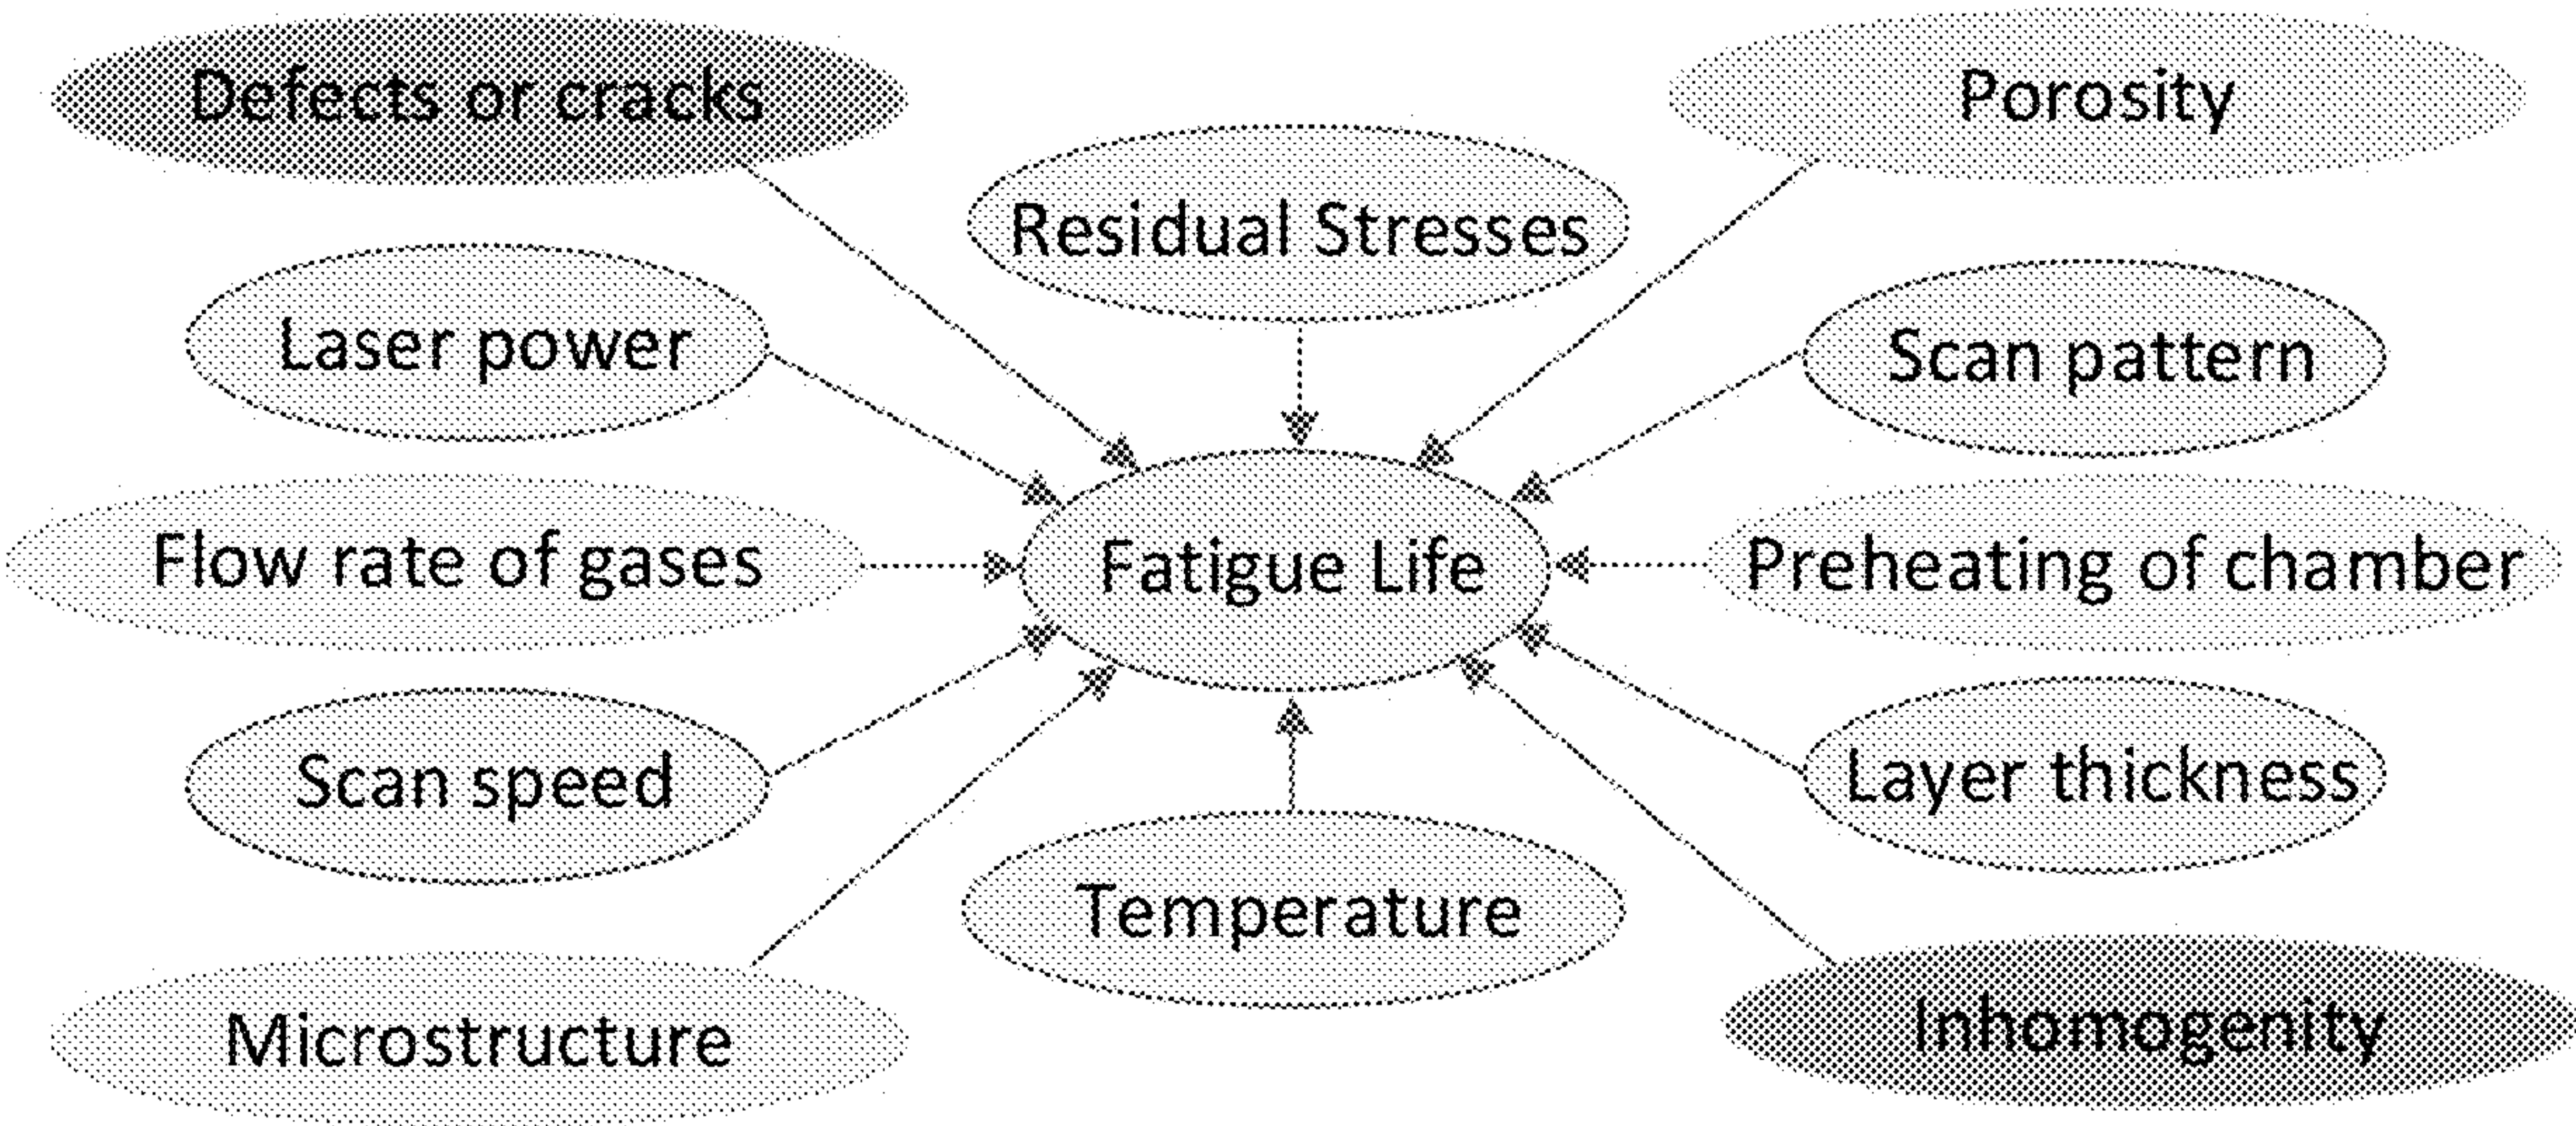 Defects or cracks
Porosity
Residual Stresses
Laser power
Scan pattern
Flow rate of gases
Fatigue Life
Preheating of chamber
Scan speed
Layer thickness
Temperature
Microstructure
Inhomogenity